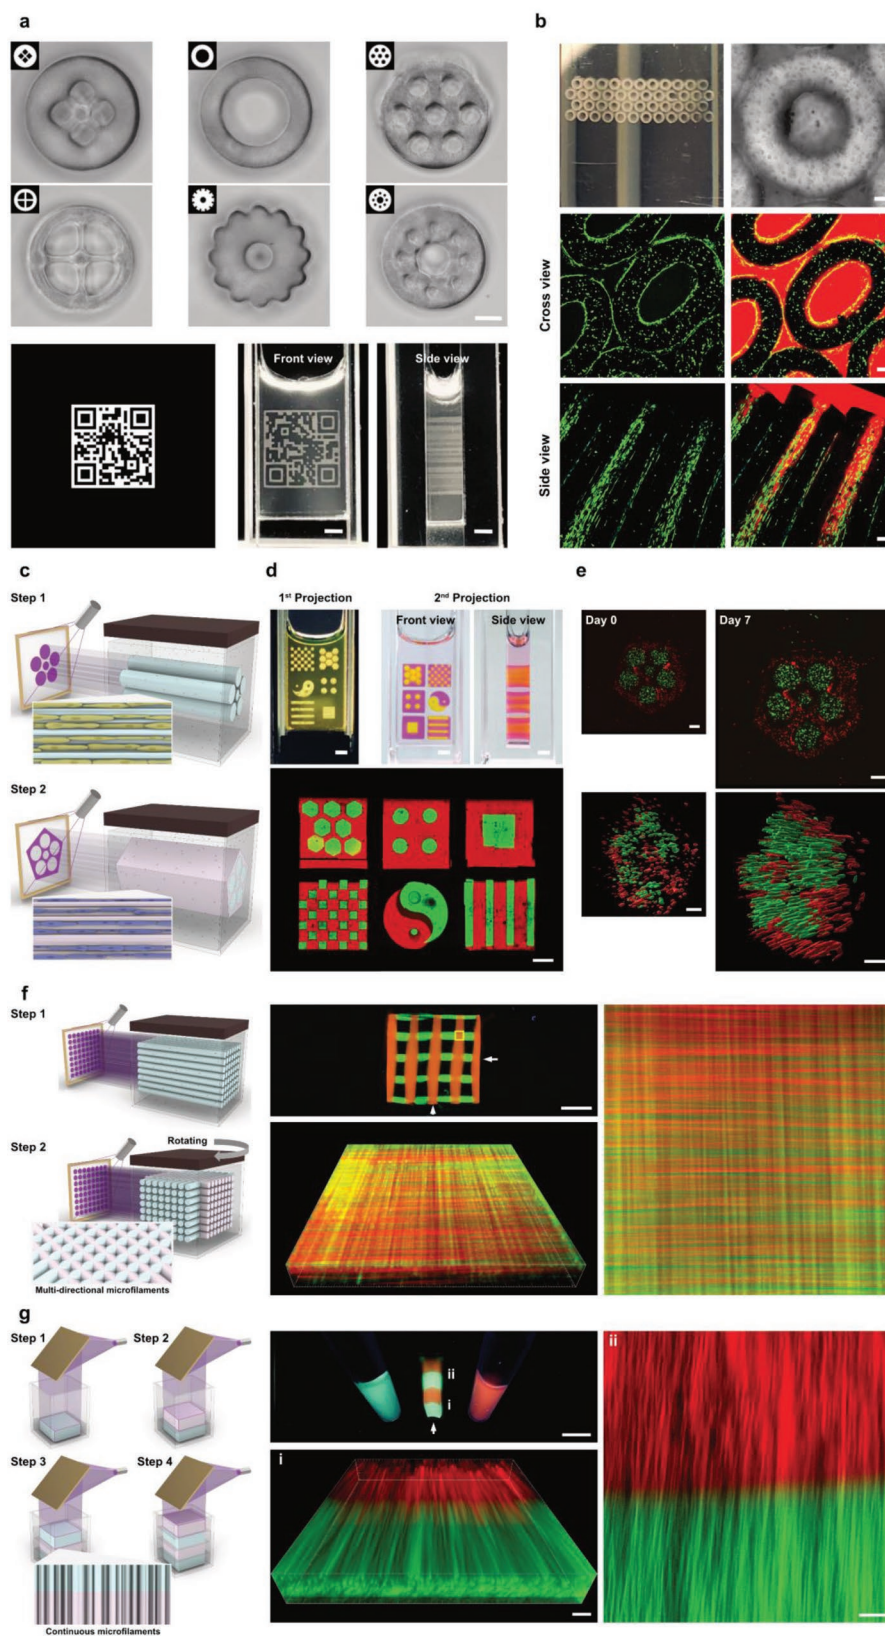 a
b
Cross view
Side view
Front view
Side view
c
Step 1
Step 2
d
1st Projection
2nd Projection
Front view
Side view
e
Day 0
Day 7
f
Step 1
Step 2
Rotating
Multi-directional microfilaments
g
Step 1
Step 2
Step 3
Step 4
Continuous microfilaments
ii
i
i
ii